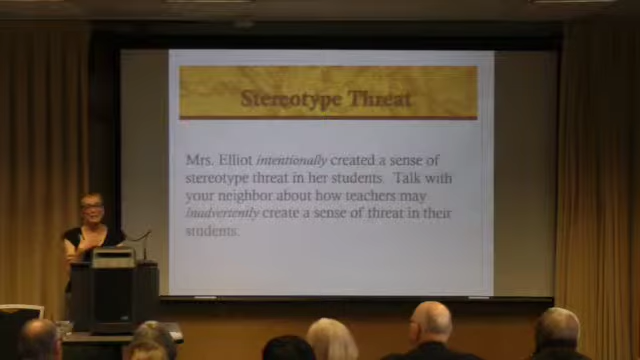 Stereotype Threat
Mrs. Elliot intentionally created a sense of
stereotype threat in her students. Talk with
your neighbor about how teachers may
inadvertently create a sense of threat in their
students.